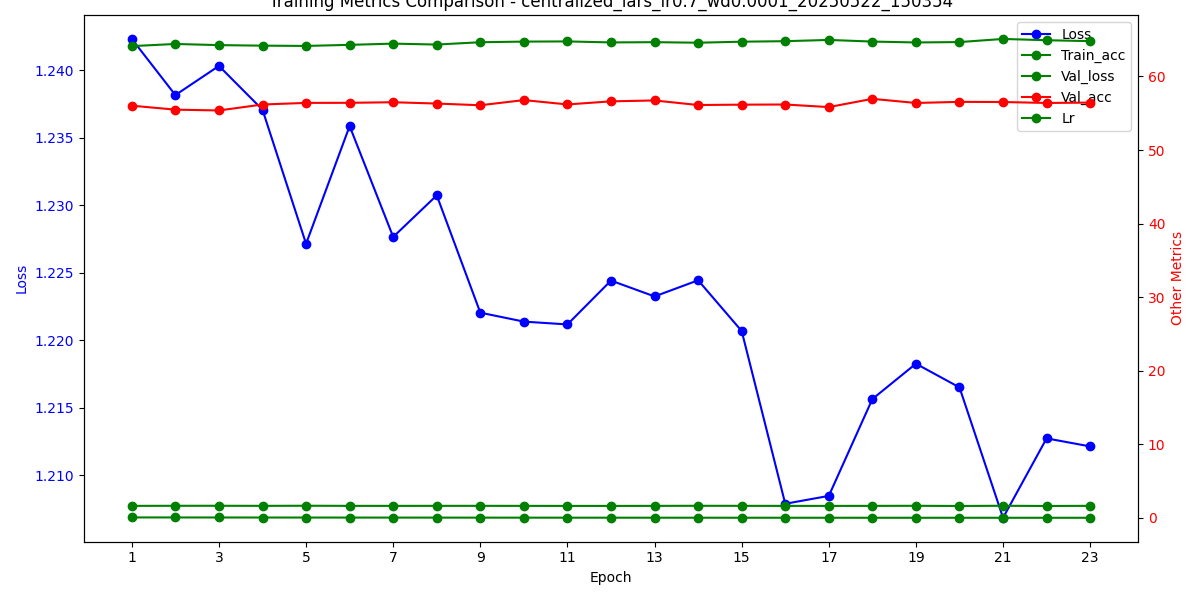 Training Metrics Comparison - centralized_lars_lr0.7_wd0.0001_20250522_150354
Loss
Train_acc
Val_loss
Val_acc
Lr
1.240
1.235
1.230
1.225
1.220
1.215
1.210
Loss
60
50
40
30
20
10
0
Other Metrics
1 3 5 7 9 11 13 15 17 19 21 23
Epoch